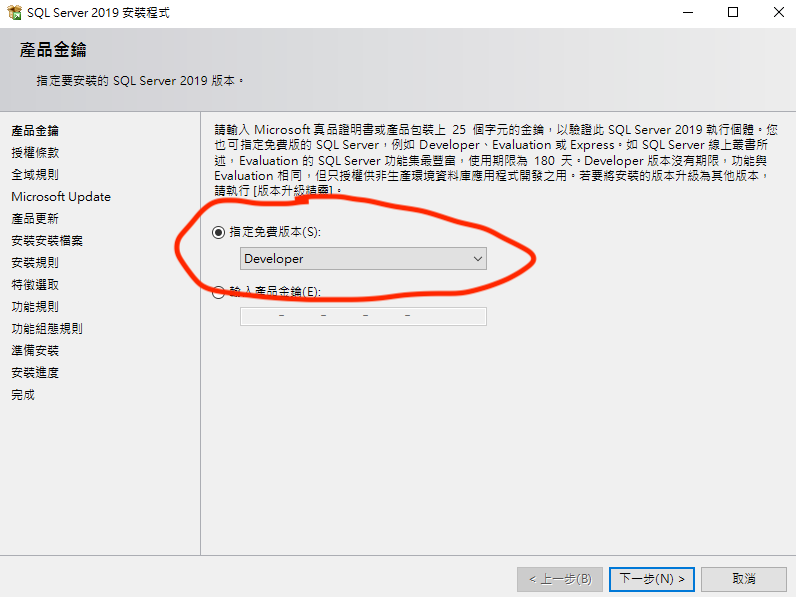 SQL Server 2019 安裝程式
產品金鑰
指定要安裝的 SQL Server 2019 版本。
產品金鑰
授權條款
全域規則
Microsoft Update
產品更新
安裝安裝檔案
安裝規則
特徵選取
功能規則
功能組態規則
準備安裝
安裝進度
完成
請輸入 Microsoft 真品證明書或產品包裝上 25 個字元的金鑰，以驗證此 SQL Server 2019 執行個體。您
也可指定免費版的 SQL Server，例如 Developer、Evaluation 或 Express。如 SQL Server 線上叢書所
述，Evaluation 的 SQL Server 功能集最豐富，使用期限為 180 天。Developer 版本沒有期限，功能與
Evaluation 相同，但只授權供非生產環境資料庫應用程式開發之用。若要將安裝的版本升級為其他版本，
請執行 [版本升級精靈]。
指定免費版本(S):
Developer
輸入產品金鑰(E):
- - - -
< 上一步(B)
下一步(N) >
取消